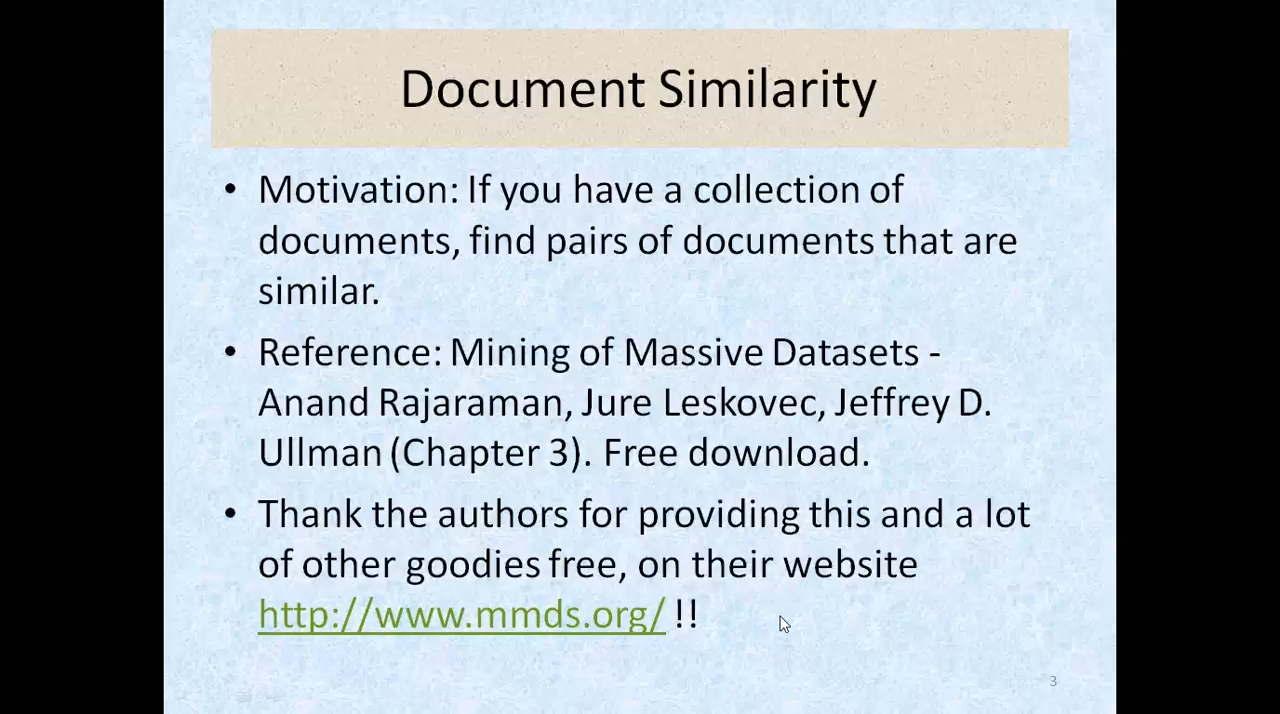 Document Similarity
• Motivation: If you have a collection of
documents, find pairs of documents that are
similar.
• Reference: Mining of Massive Datasets -
Anand Rajaraman, Jure Leskovec, Jeffrey D.
Ullman (Chapter 3). Free download.
• Thank the authors for providing this and a lot
of other goodies free, on their website
http://www.mmds.org/ !!
3